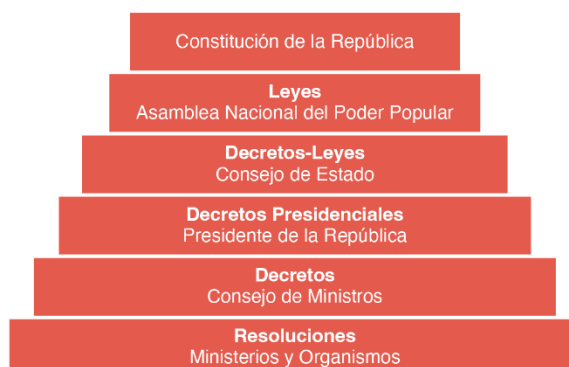 Constitución de la República
Leyes
Asamblea Nacional del Poder Popular
Decretos-Leyes
Consejo de Estado
Decretos Presidenciales
Presidente de la República
Decretos
Consejo de Ministros
Resoluciones
Ministerios y Organismos